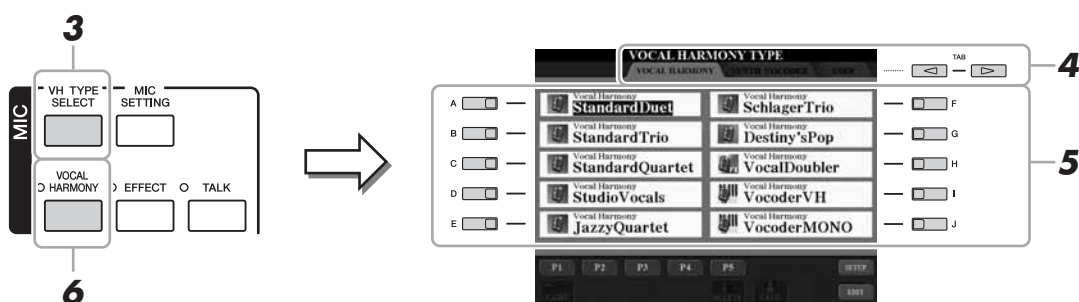 3
MIC
VH TYPE SELECT
MIC SETTING
VOCAL HARMONY
EFFECT
TALK
6
VOCAL HARMONY TYPE
VOCAL HARMONY
SYNTH VOCODER
USER
TAB
4
A
Vocal Harmony
StandardDuet
Vocal Harmony
SchlagerTrio
F
B
Vocal Harmony
StandardTrio
Vocal Harmony
Destiny'sPop
G
C
Vocal Harmony
StandardQuartet
Vocal Harmony
VocalDoubler
H
5
D
Vocal Harmony
StudioVocals
Vocal Harmony
VocoderVH
I
E
Vocal Harmony
JazzyQuartet
Vocal Harmony
VocoderMONO
J
P1
P2
P3
P4
P5
SETUP
EDIT